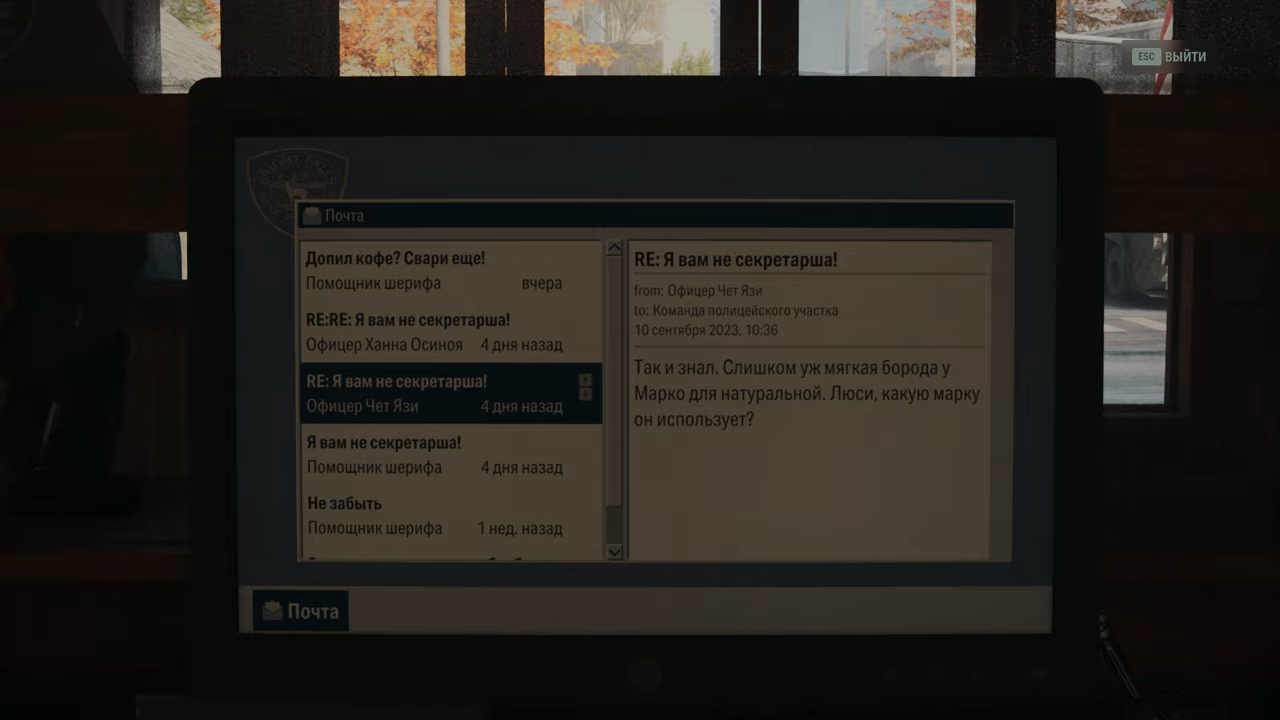 ESC ВЫЙТИ
BRIGHT FALLS
Почта
Допил кофе? Свари еще!
Помощник шерифа вчера
RE:RE: Я вам не секретарша!
Офицер Ханна Осиноя 4 дня назад
RE: Я вам не секретарша!
Офицер Чет Язи 4 дня назад
Я вам не секретарша!
Помощник шерифа 4 дня назад
Не забыть
Помощник шерифа 1 нед. назад
RE: Я вам не секретарша!
from: Офицер Чет Язи
to: Команда полицейского участка
10 сентября 2023, 10:36
Так и знал. Слишком уж мягкая борода у
Марко для натуральной. Люси, какую марку
он использует?
Почта